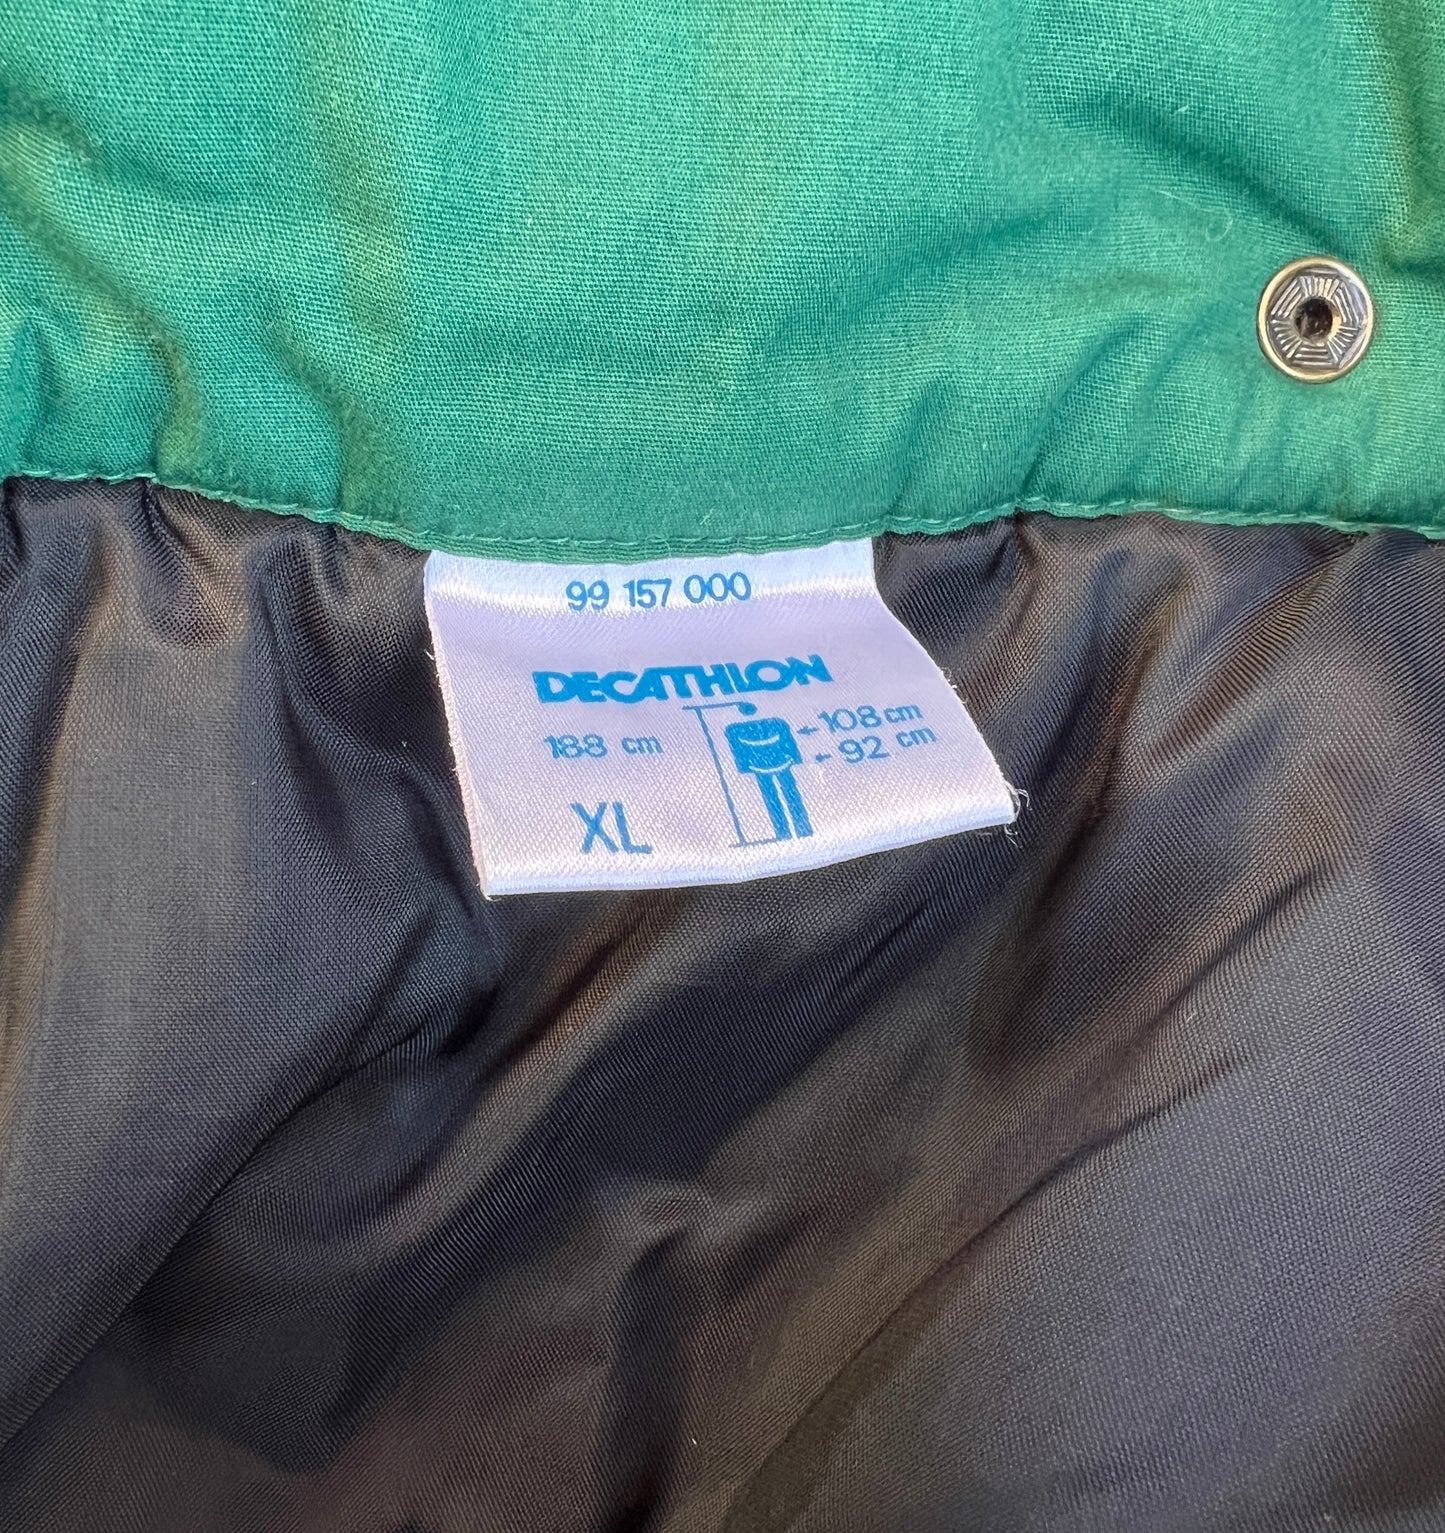 99 157 000
DECATHLON
188 cm
108 cm
92 cm
XL